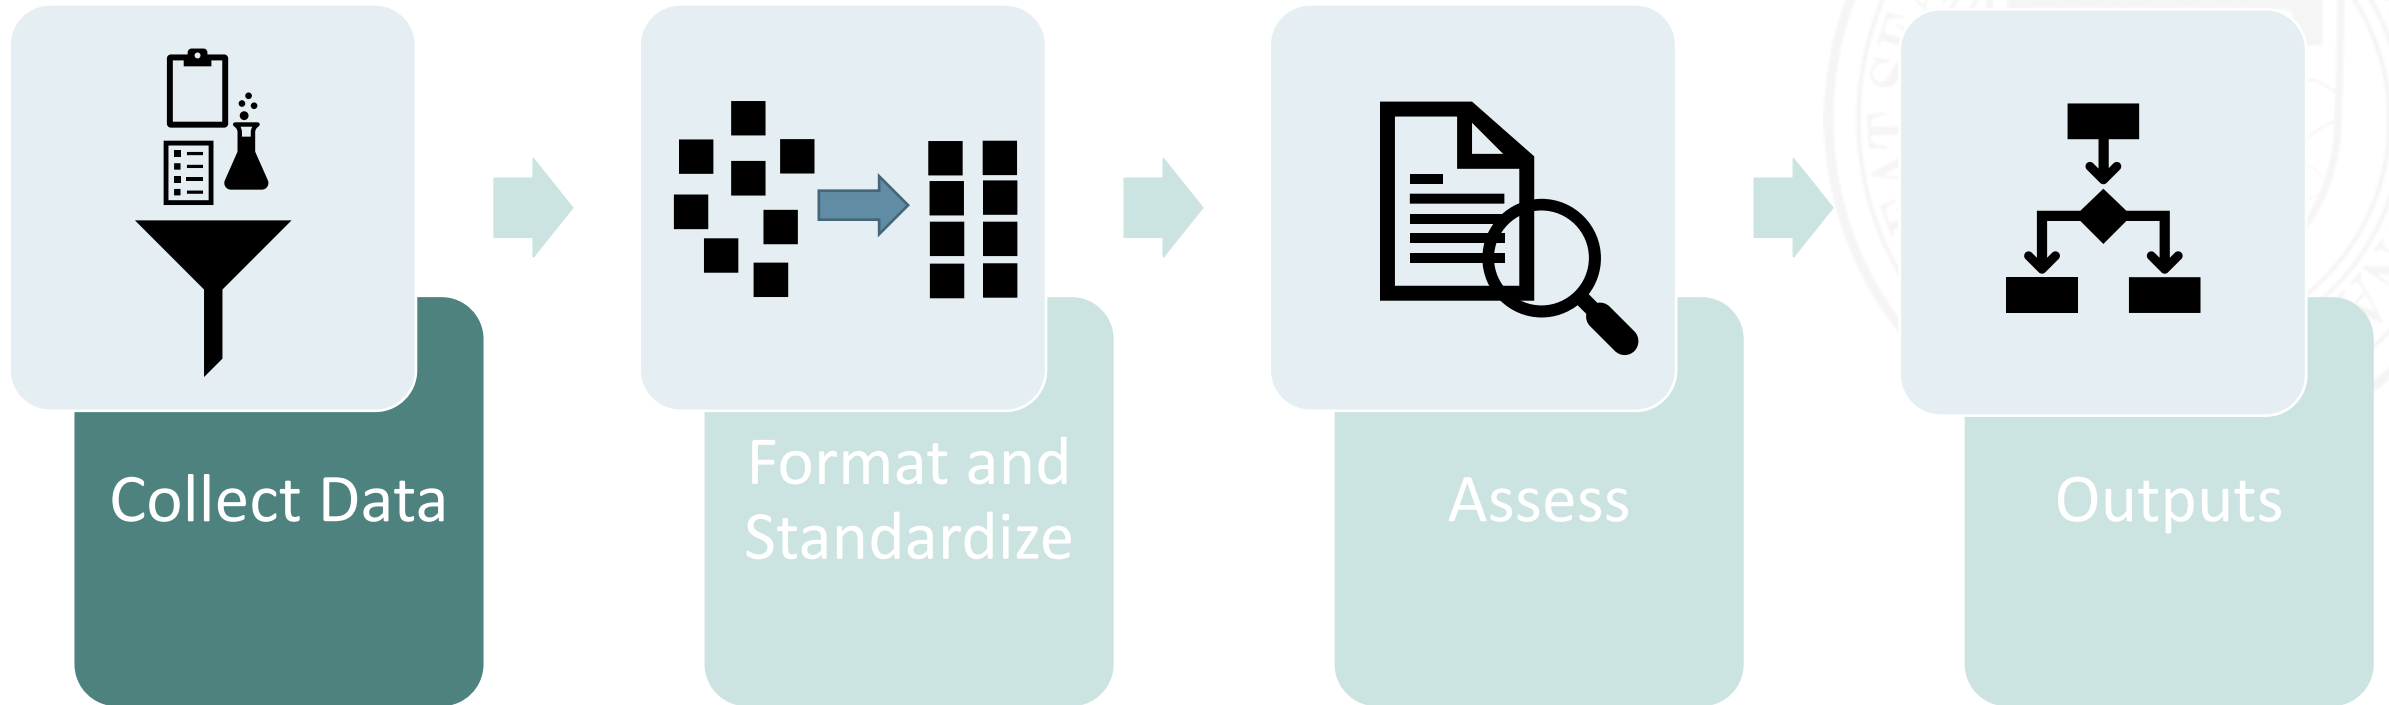 Collect Data
Format and
Standardize
Assess
Outputs